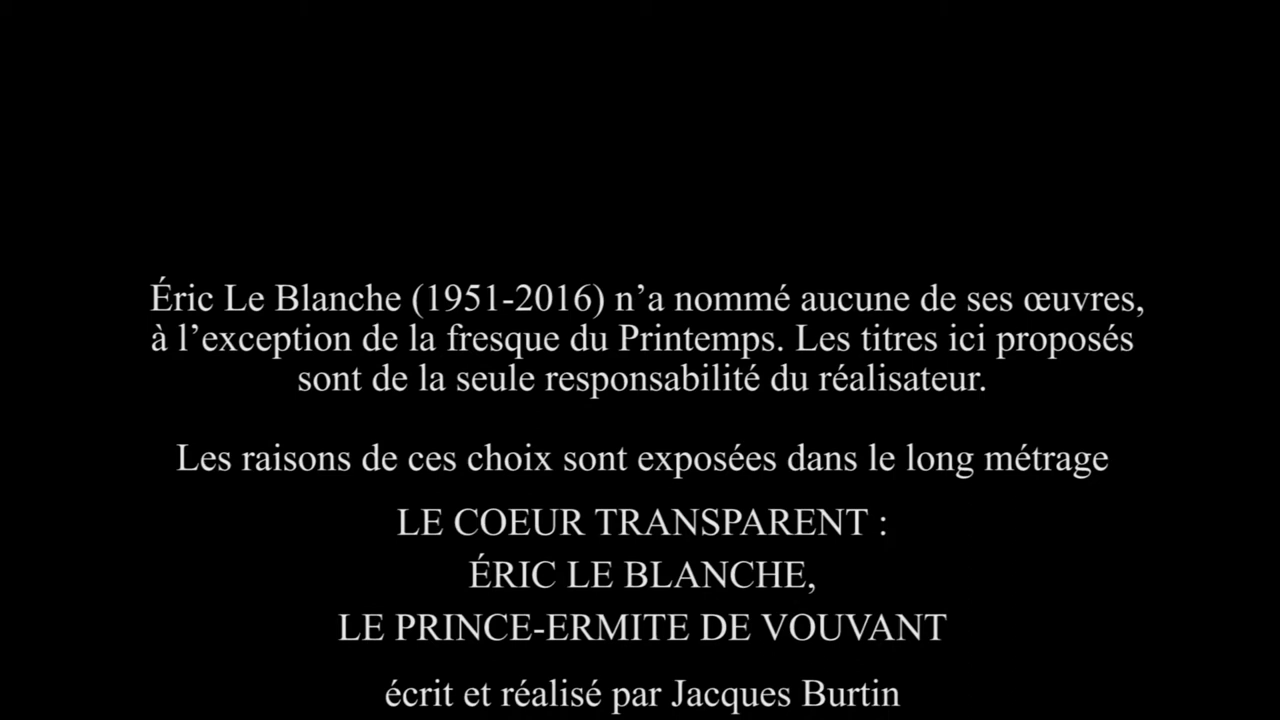 Éric Le Blanche (1951-2016) n’a nommé aucune de ses œuvres,
à l’exception de la fresque du Printemps. Les titres ici proposés
sont de la seule responsabilité du réalisateur.
Les raisons de ces choix sont exposées dans le long métrage
LE COEUR TRANSPARENT :
ÉRIC LE BLANCHE,
LE PRINCE-ERMITE DE VOUVANT
écrit et réalisé par Jacques Burtin